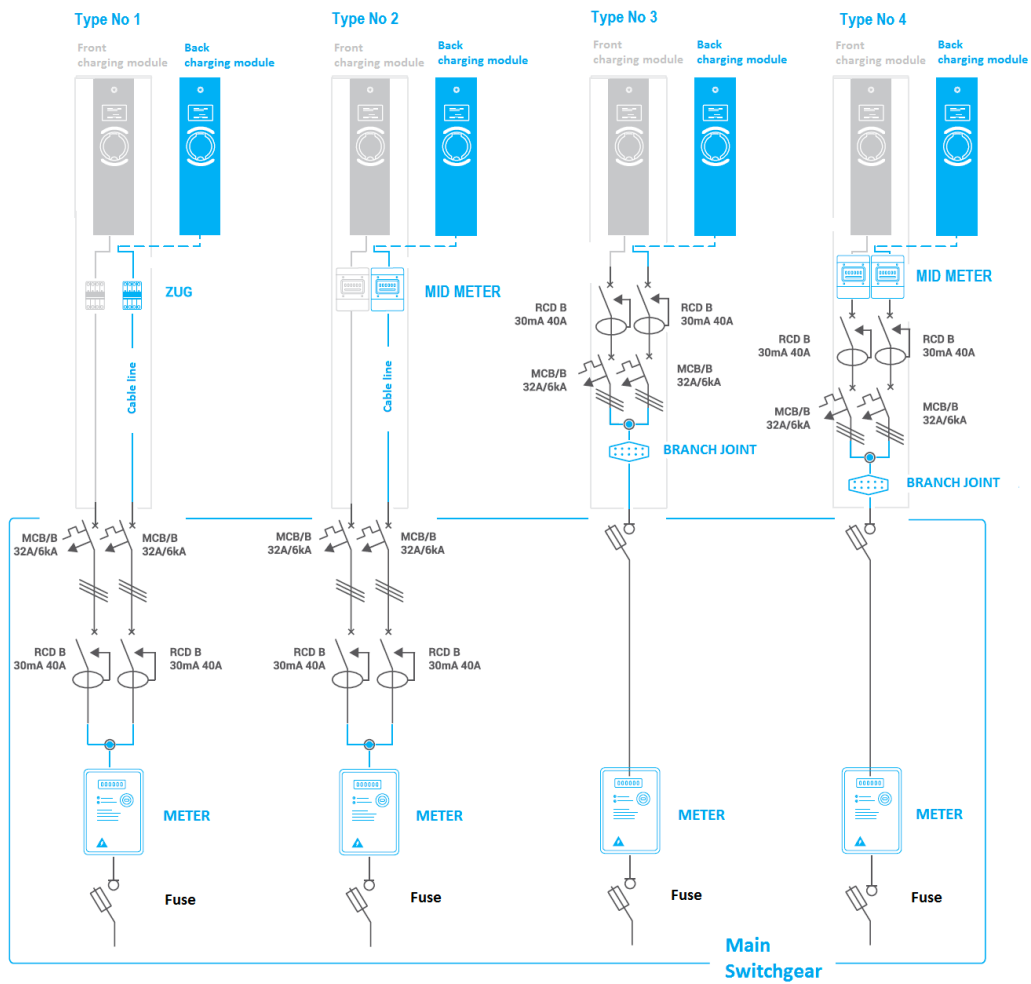 Type No 1
Type No 2
Type No 3
Type No 4
Front
charging module
Back
charging module
Front
charging module
Back
charging module
Front
charging module
Back
charging module
Front
charging module
Back
charging module
ZUG
MID METER
RCD B
30mA 40A
RCD B
30mA 40A
MID METER
RCD B
30mA 40A
RCD B
30mA 40A
Cable line
Cable line
MCB/B
32A/6kA
MCB/B
32A/6kA
MCB/B
32A/6kA
MCB/B
32A/6kA
BRANCH JOINT
BRANCH JOINT
MCB/B
32A/6kA
MCB/B
32A/6kA
MCB/B
32A/6kA
MCB/B
32A/6kA
RCD B
30mA 40A
RCD B
30mA 40A
RCD B
30mA 40A
RCD B
30mA 40A
METER
METER
METER
METER
Fuse
Fuse
Fuse
Fuse
Main
Switchgear